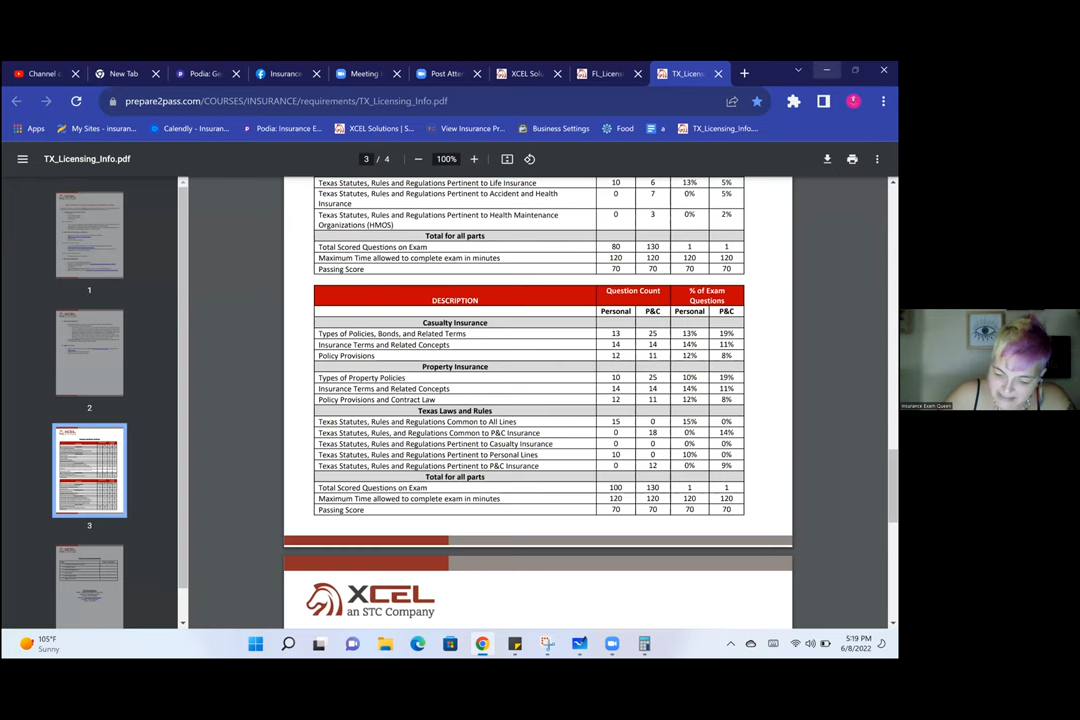 Channel c
New Tab
Podia: Ge
Insurance
Meeting
Post Atten
XCEL Solu
FL_Licens
TX_Licens
prepare2pass.com/COURSES/INSURANCE/requirements/TX_Licensing_Info.pdf
Apps
My Sites - insuran...
Calendly - Insuran...
Podia: Insurance E...
XCEL Solutions | S...
View Insurance Pr...
Business Settings
Food
a
TX_Licensing_Info....
TX_Licensing_Info.pdf
3 / 4
100%
1
2
3
Texas Statutes, Rules and Regulations Pertinent to Life Insurance 10 6 13% 5%
Texas Statutes, Rules and Regulations Pertinent to Accident and Health 0 7 0% 5%
Insurance
Texas Statutes, Rules and Regulations Pertinent to Health Maintenance 0 3 0% 2%
Organizations (HMOS)
Total for all parts
Total Scored Questions on Exam 80 130 1 1
Maximum Time allowed to complete exam in minutes 120 120 120 120
Passing Score 70 70 70 70
DESCRIPTION Question Count % of Exam
Questions
Personal P&C Personal P&C
Casualty Insurance
Types of Policies, Bonds, and Related Terms 13 25 13% 19%
Insurance Terms and Related Concepts 14 14 14% 11%
Policy Provisions 12 11 12% 8%
Property Insurance
Types of Property Policies 10 25 10% 19%
Insurance Terms and Related Concepts 14 14 14% 11%
Policy Provisions and Contract Law 12 11 12% 8%
Texas Laws and Rules
Texas Statutes, Rules and Regulations Common to All Lines 15 0 15% 0%
Texas Statutes, Rules, and Regulations Common to P&C Insurance 0 18 0% 14%
Texas Statutes, Rules and Regulations Pertinent to Casualty Insurance 0 0 0% 0%
Texas Statutes, Rules and Regulations Pertinent to Personal Lines 10 0 10% 0%
Texas Statutes, Rules and Regulations Pertinent to P&C Insurance 0 12 0% 9%
Total for all parts
Total Scored Questions on Exam 100 130 1 1
Maximum Time allowed to complete exam in minutes 120 120 120 120
Passing Score 70 70 70 70
XCEL
an STC Company
Insurance Exam Queen
105°F
Sunny
5:19 PM
6/8/2022